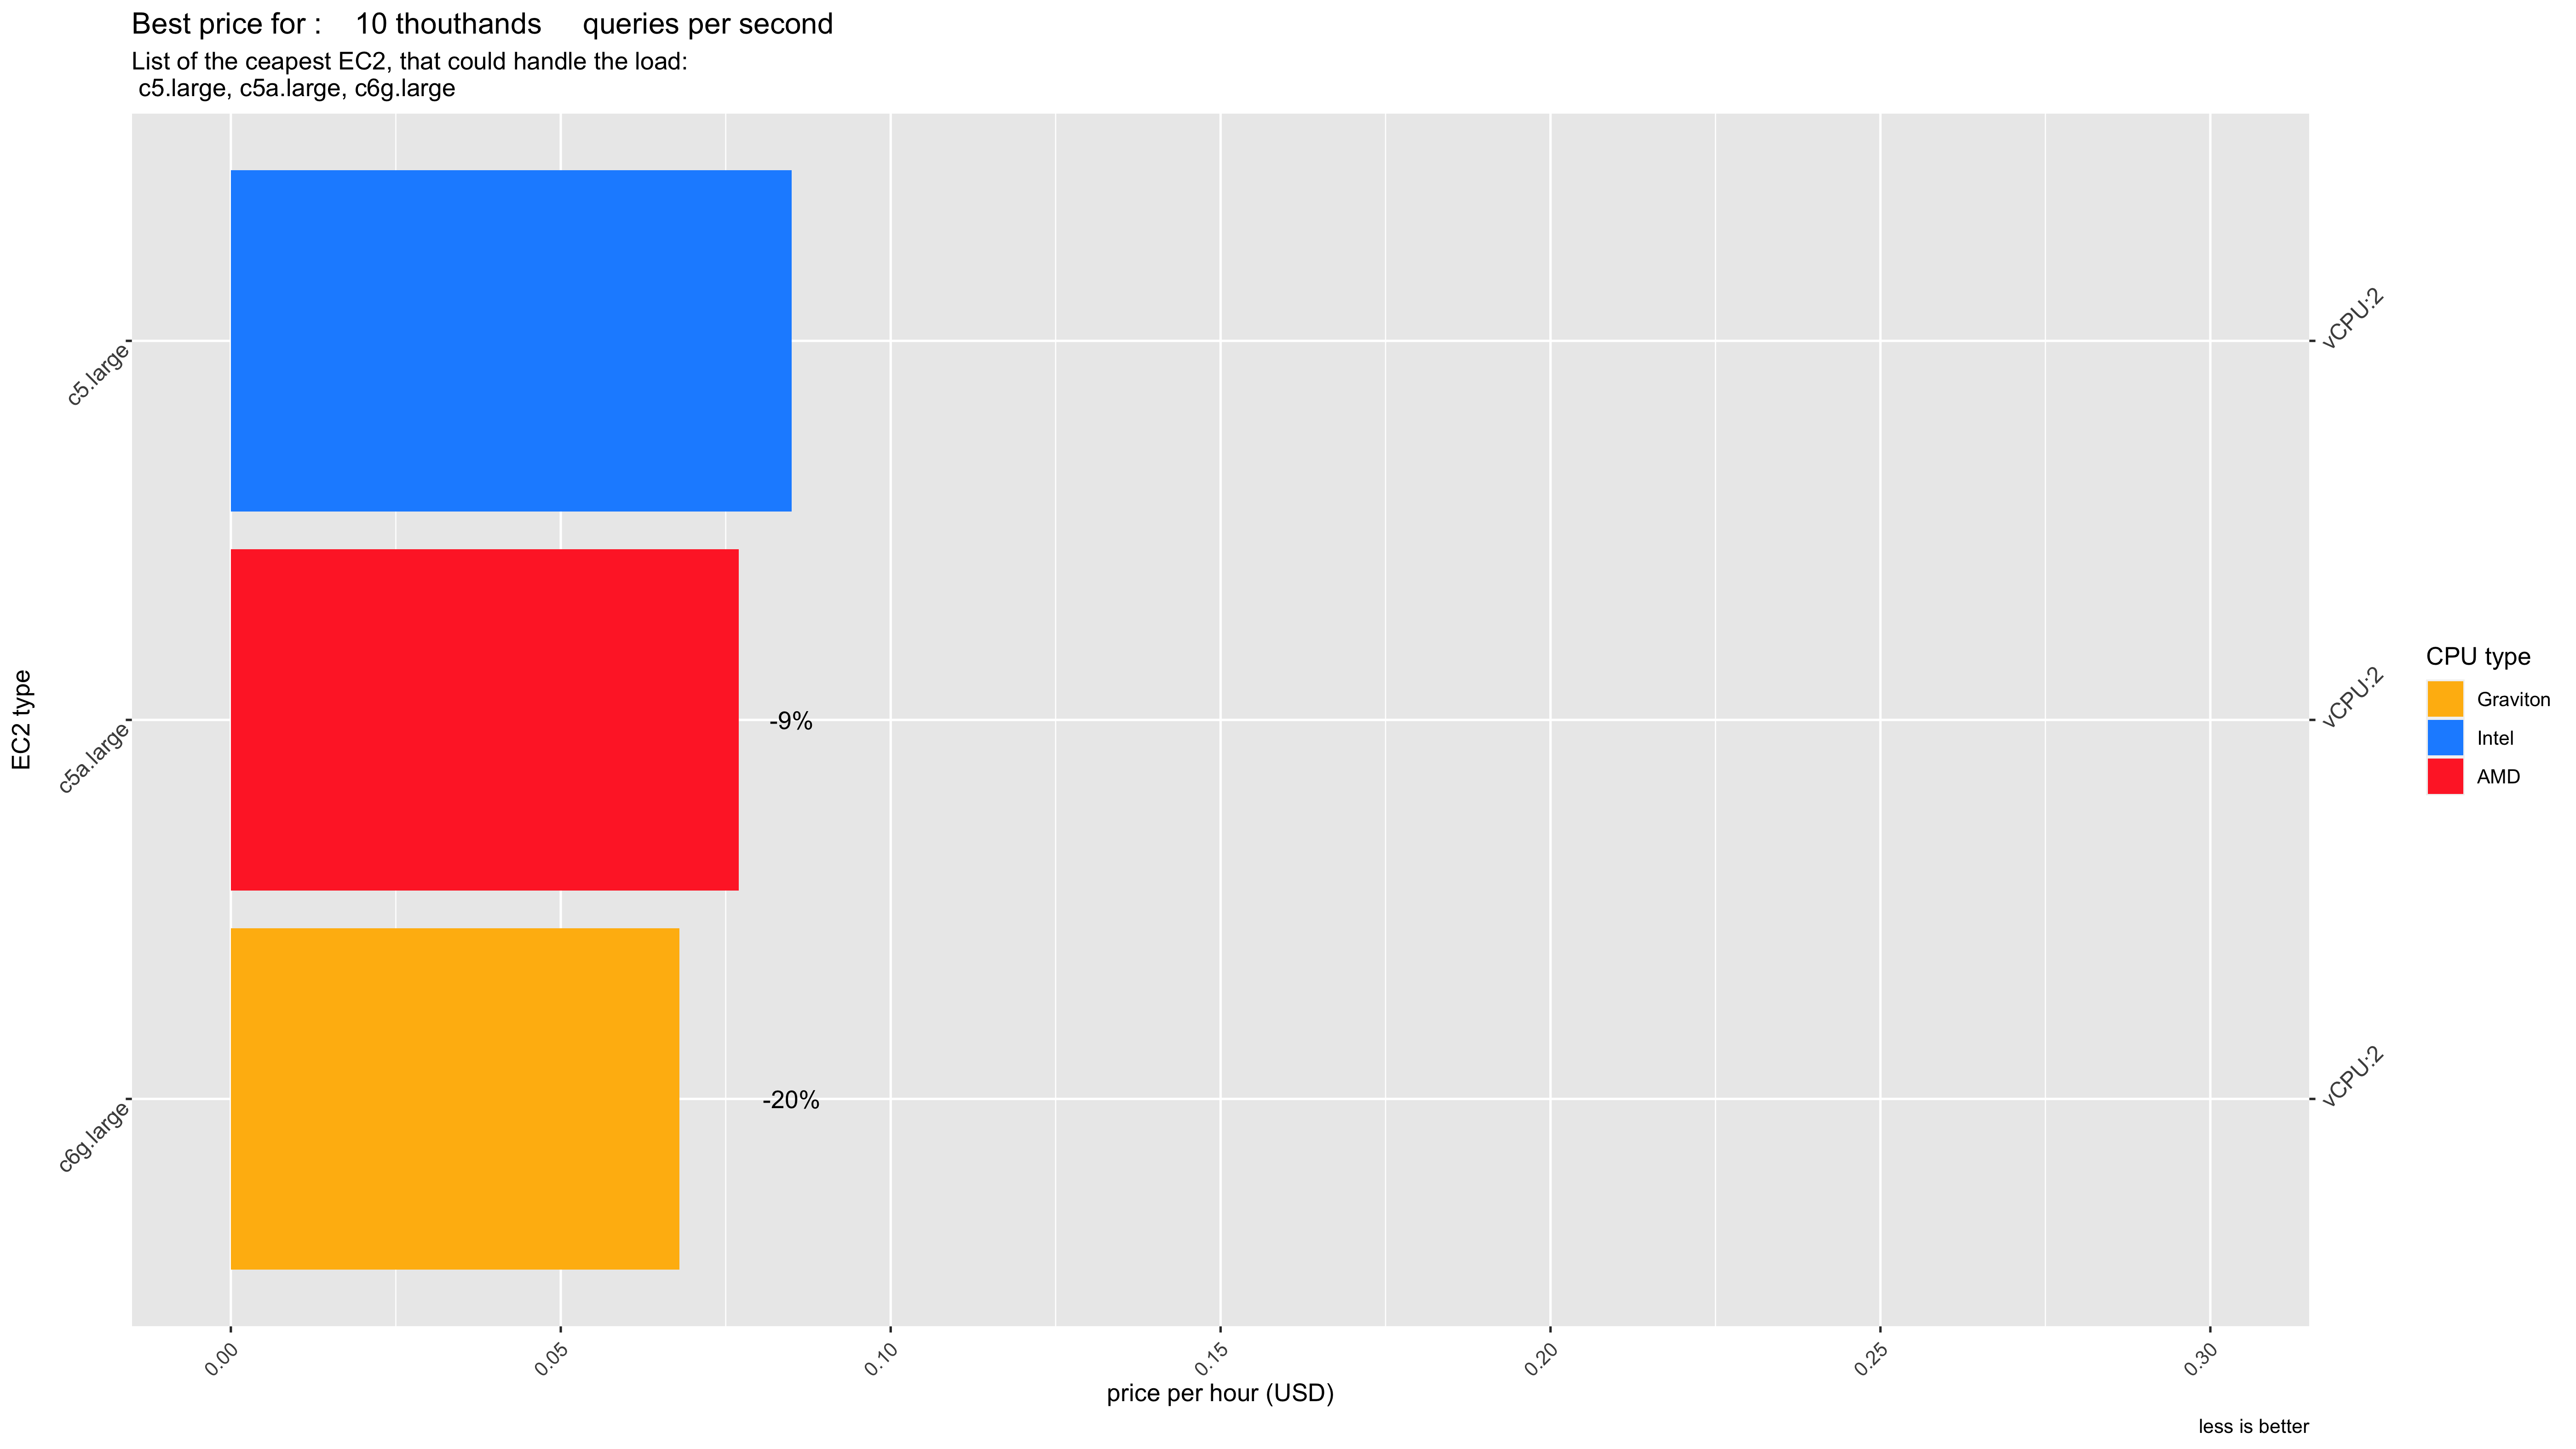 Best price for :    10 thouthands     queries per second
List of the ceapest EC2, that could handle the load:
c5.large, c5a.large, c6g.large
EC2 type
c5.large
vCPU:2
c5a.large
-9%
vCPU:2
c6g.large
-20%
vCPU:2
CPU type
Graviton
Intel
AMD
0.00 0.05 0.10 0.15 0.20 0.25 0.30
price per hour (USD)
less is better